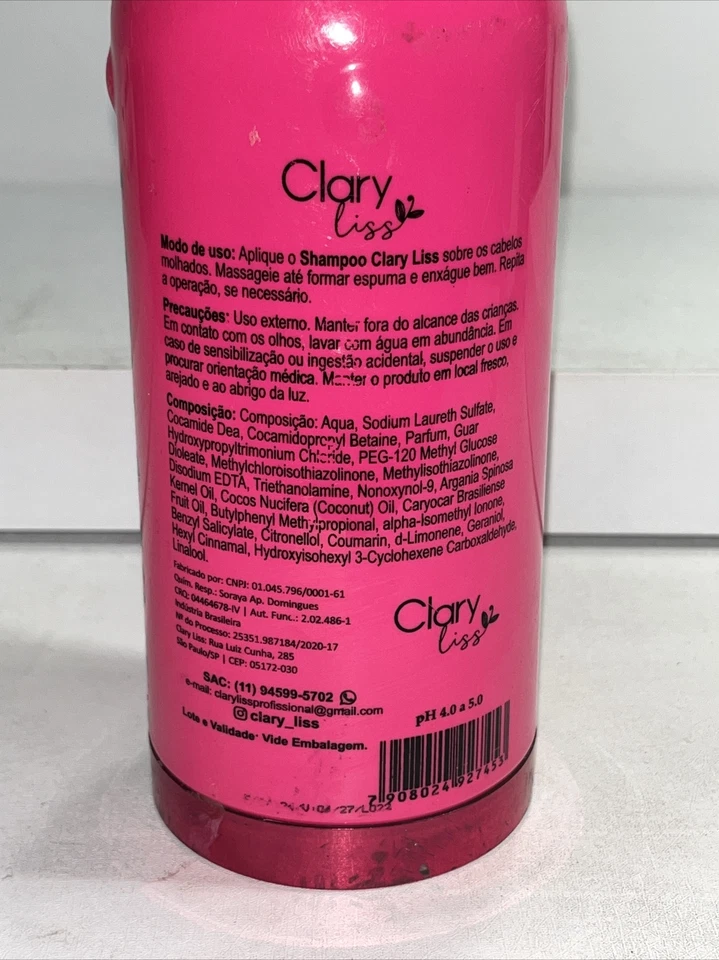 Clary
liss
Modo de uso: Aplique o Shampoo Clary Liss sobre os cabelos
molhados. Massageie até formar espuma e enxágue bem. Repita
a operação, se necessário.
Precauções: Uso externo. Manter fora do alcance das crianças.
Em contato com os olhos, lavar com água em abundância. Em
caso de sensibilização ou ingestão acidental, suspender o uso e
procurar orientação médica. Manter o produto em local fresco,
arejado e ao abrigo da luz.
Composição: Composição: Aqua, Sodium Laureth Sulfate,
Cocamide Dea, Cocamidopropyl Betaine, Parfum, Guar
Hydroxypropyltrimonium Chloride, PEG-120 Methyl Glucose
Dioleate, Methylchloroisothiazolinone, Methylisothiazolinone,
Disodium EDTA, Triethanolamine, Nonoxynol-9, Argania Spinosa
Kernel Oil, Cocos Nucifera (Coconut) Oil, Caryocar Brasiliense
Fruit Oil, Butylphenyl Methylpropional, alpha-Isomethyl Ionone,
Benzyl Salicylate, Citronellol, Coumarin, d-Limonene, Geraniol,
Hexyl Cinnamal, Hydroxyisohexyl 3-Cyclohexene Carboxaldehyde,
Linalool.
Fabricado por: CNPJ: 01.045.796/0001-61
Quím. Resp.: Soraya Ap. Domingues
CRQ: 04464678-IV | Aut. Func.: 2.02.486-1
Indústria Brasileira
Nº do Processo: 25351.987184/2020-17
Clary Liss: Rua Luiz Cunha, 285
São Paulo/SP | CEP: 05172-030
Clary
liss
SAC: (11) 94599-5702
e-mail: clarylissprofissional@gmail.com
clary_liss
Lote e Validade: Vide Embalagem.
pH 4.0 a 5.0
7 908024 927453